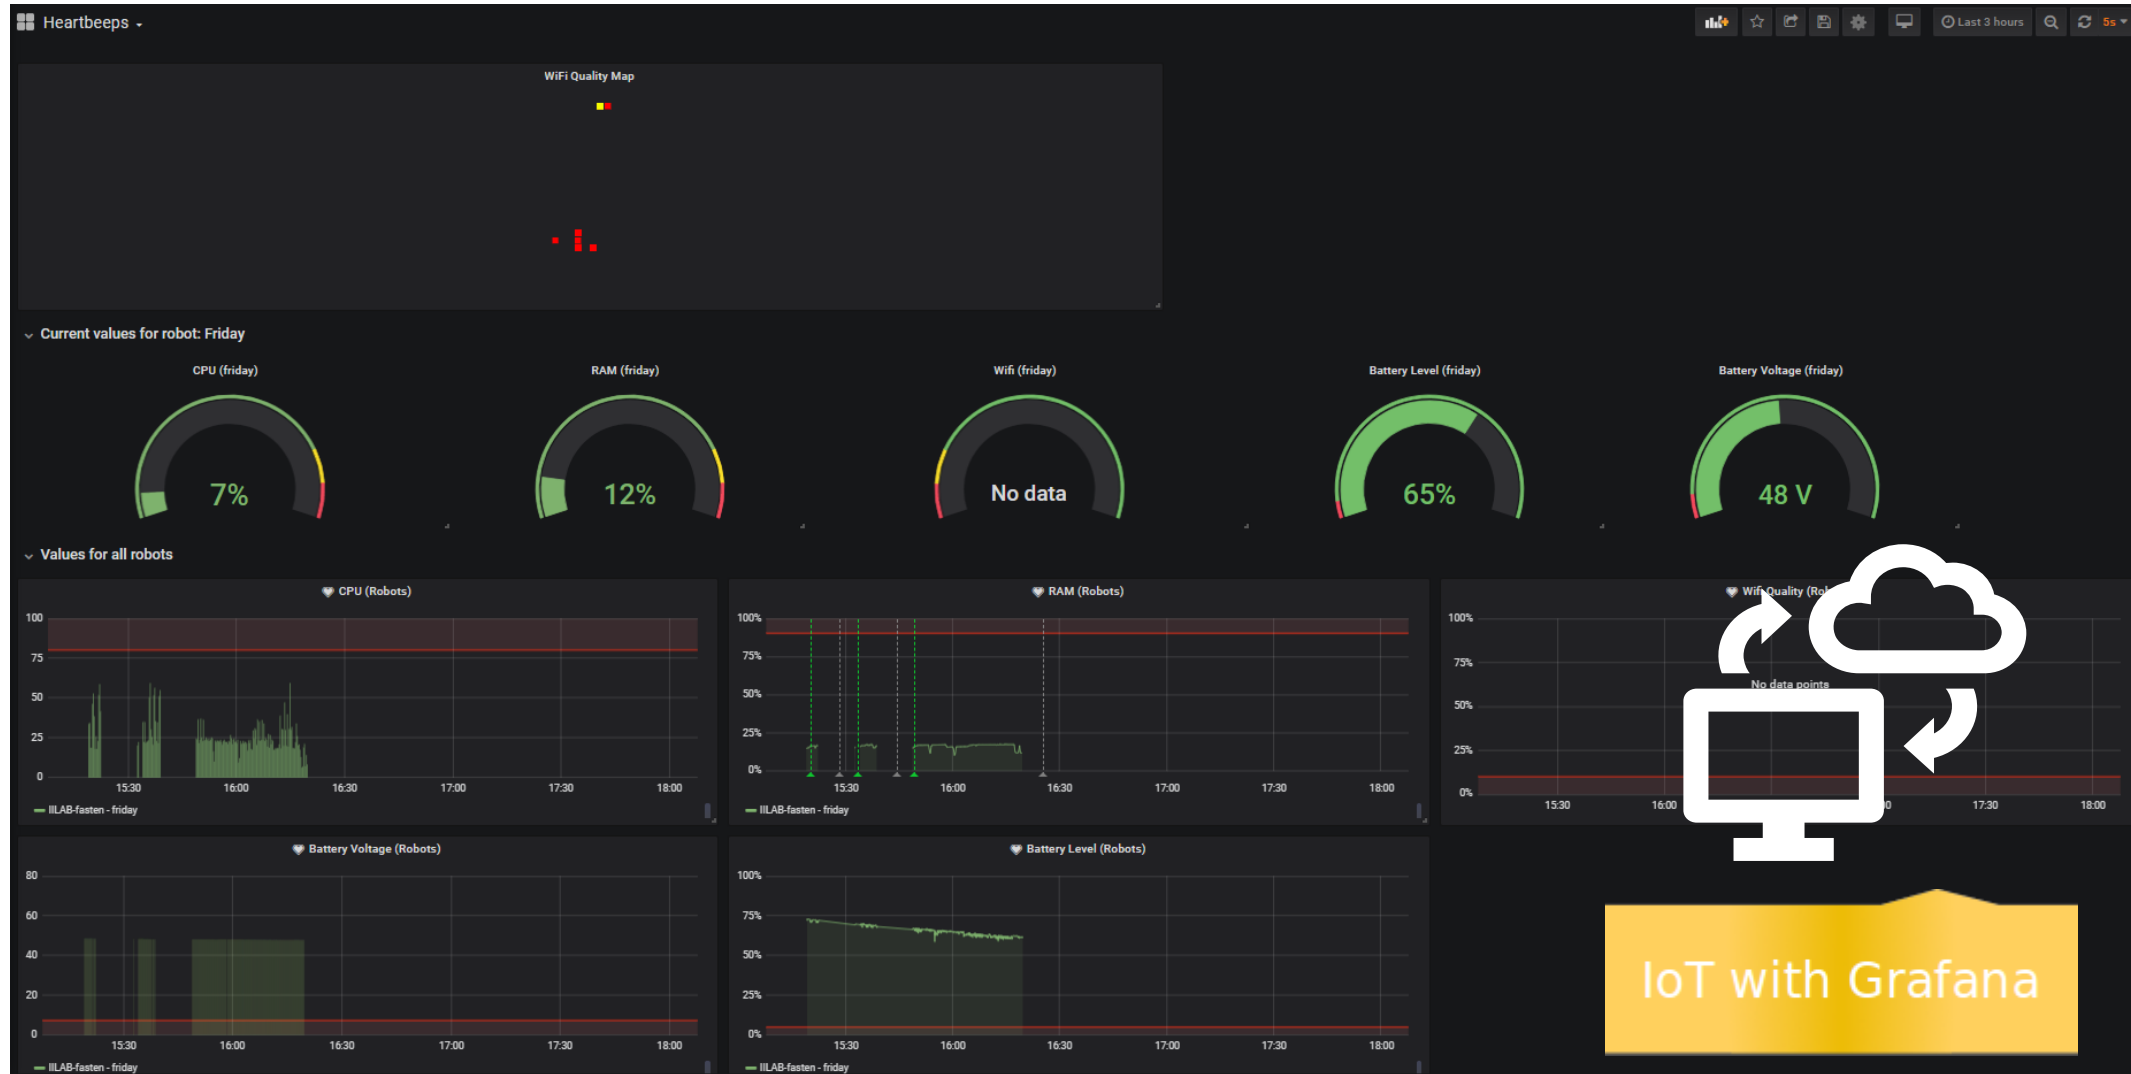 Heartbeeps
Last 3 hours
5s
WiFi Quality Map
Current values for robot: Friday
CPU (friday)
RAM (friday)
Wifi (friday)
Battery Level (friday)
Battery Voltage (friday)
7%
12%
No data
65%
48 V
Values for all robots
CPU (Robots)
100
75
50
25
0
15:30 16:00 16:30 17:00 17:30 18:00
IILAB-fasten - friday
RAM (Robots)
100%
75%
50%
25%
0%
15:30 16:00 16:30 17:00 17:30 18:00
IILAB-fasten - friday
Wifi Quality
100%
75%
50%
25%
0%
No data points
15:30 16:00 17:30 18:00
Battery Voltage (Robots)
80
60
40
20
0
15:30 16:00 16:30 17:00 17:30 18:00
IILAB-fasten - friday
Battery Level (Robots)
100%
75%
50%
25%
0%
15:30 16:00 16:30 17:00 17:30 18:00
IILAB-fasten - friday
IoT with Grafana